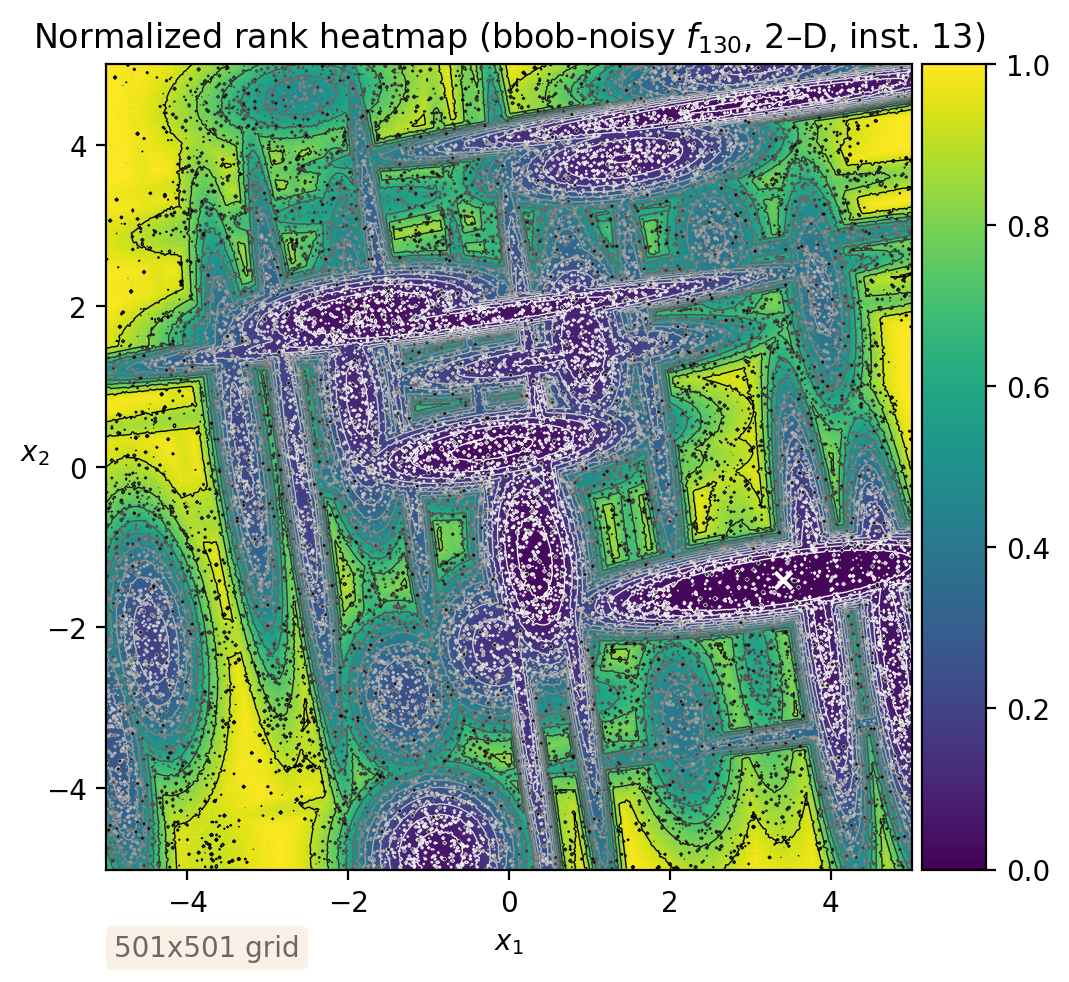 Normalized rank heatmap (bbob-noisy f₁₃₀, 2–D, inst. 13)
1.0
0.8
0.6
0.4
0.2
0.0
4
2
0
−2
−4
x₂
−4 −2 0 2 4
x₁
501x501 grid